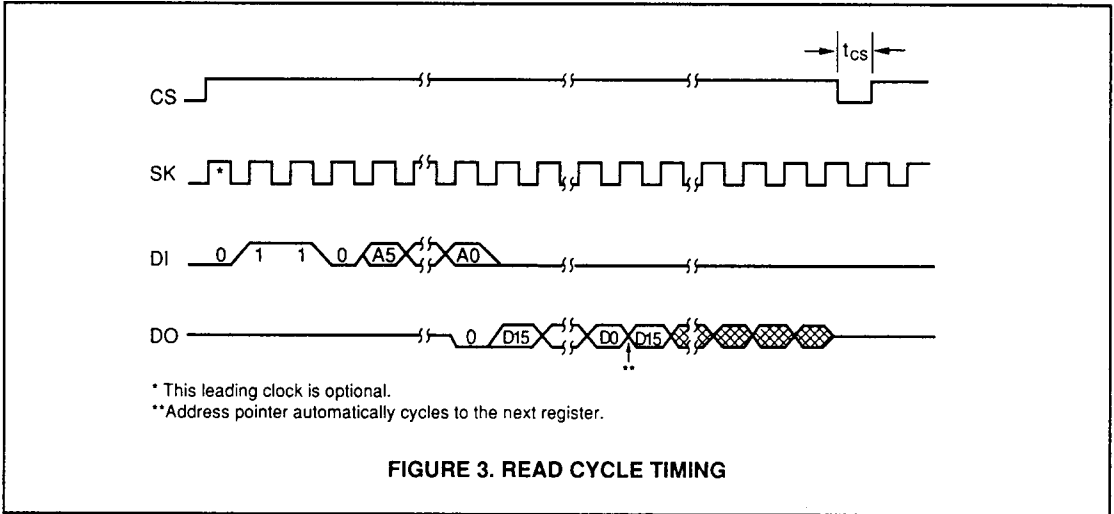 tCS
CS
SK *
DI 0 1 1 0 A5 A0
DO 0 D15 D0 D15
**
* This leading clock is optional.
**Address pointer automatically cycles to the next register.
FIGURE 3. READ CYCLE TIMING